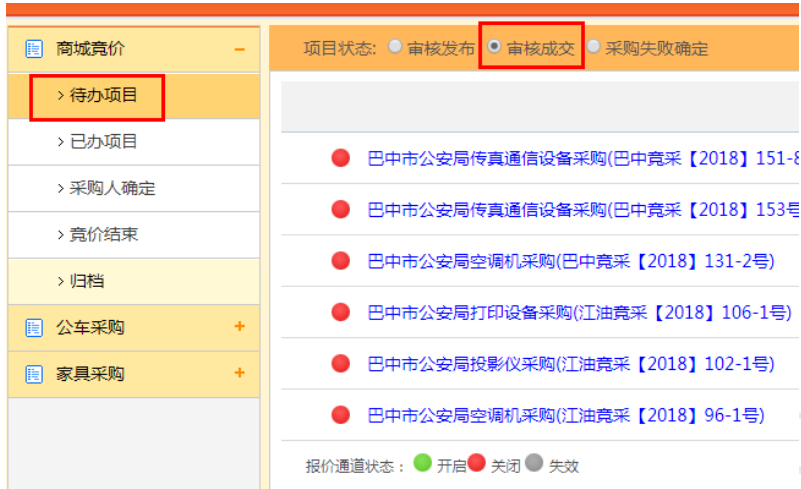 商城竞价
待办项目
已办项目
采购人确定
竞价结束
归档
公车采购
家具采购
项目状态: 审核发布 审核成交 采购失败确定
巴中市公安局传真通信设备采购(巴中竞采【2018】151-8
巴中市公安局传真通信设备采购(巴中竞采【2018】153号
巴中市公安局空调机采购(巴中竞采【2018】131-2号)
巴中市公安局打印设备采购(江油竞采【2018】106-1号)
巴中市公安局投影仪采购(江油竞采【2018】102-1号)
巴中市公安局空调机采购(江油竞采【2018】96-1号)
报价通道状态： 开启 关闭 失效